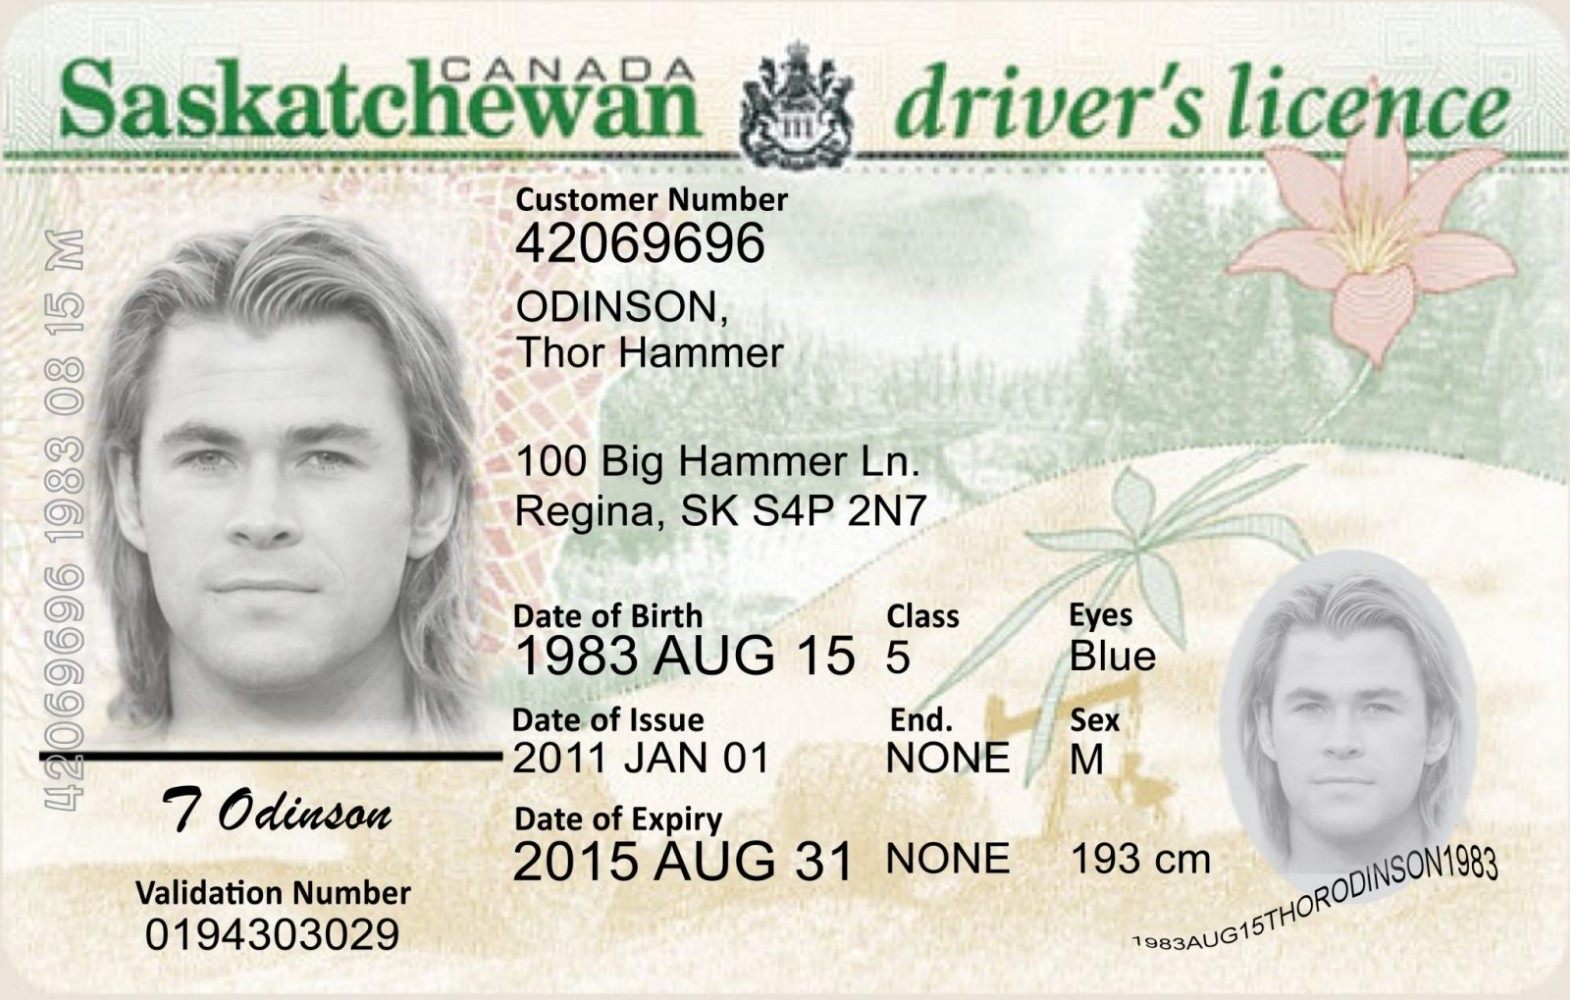 CANADA
Saskatchewan driver's licence
Customer Number
42069696
ODINSON,
Thor Hammer
100 Big Hammer Ln.
Regina, SK S4P 2N7
Date of Birth
1983 AUG 15
Class
5
Eyes
Blue
Date of Issue
2011 JAN 01
End.
NONE
Sex
M
Date of Expiry
2015 AUG 31
NONE
193 cm
42069696 1983 08 15 M
T Odinson
Validation Number
0194303029
1983AUG15THORODINSON1983